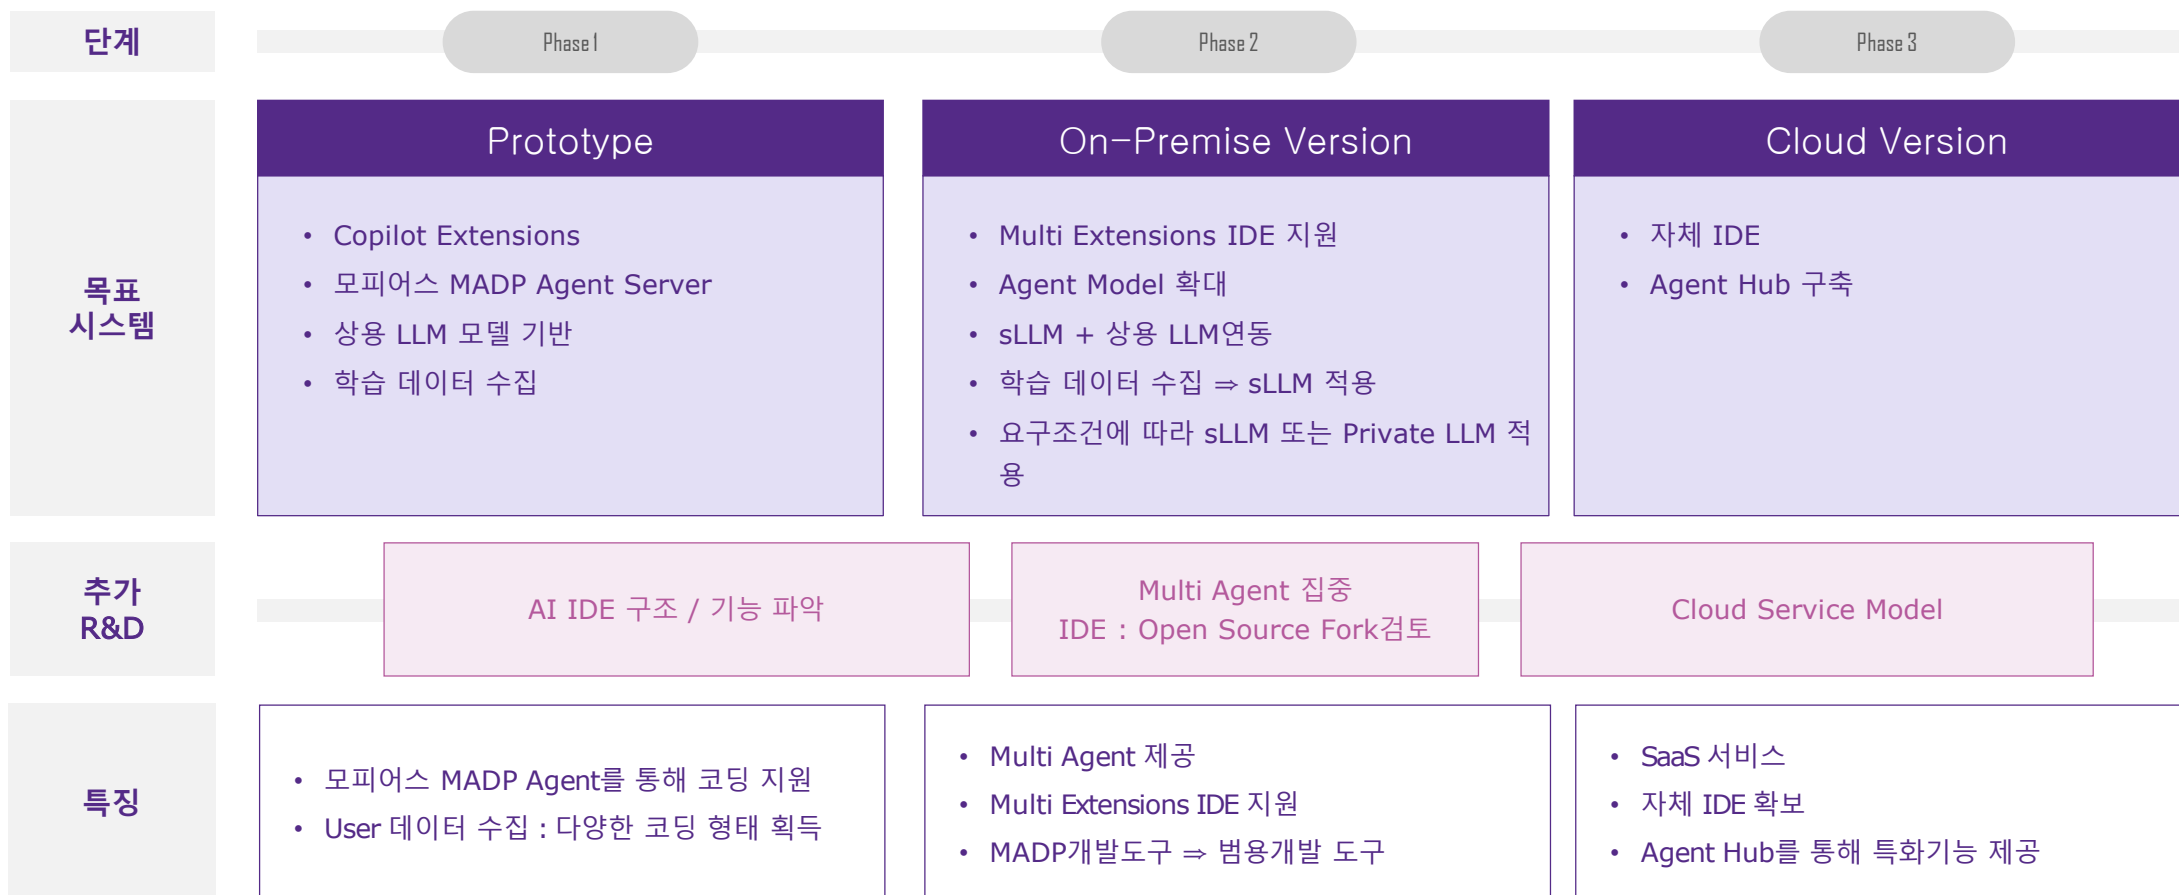 단계
Phase 1
Phase 2
Phase 3
목표
시스템
Prototype
• Copilot Extensions
• 모피어스 MADP Agent Server
• 상용 LLM 모델 기반
• 학습 데이터 수집
On-Premise Version
• Multi Extensions IDE 지원
• Agent Model 확대
• sLLM + 상용 LLM연동
• 학습 데이터 수집 ⇒ sLLM 적용
• 요구조건에 따라 sLLM 또는 Private LLM 적
용
Cloud Version
• 자체 IDE
• Agent Hub 구축
추가
R&D
AI IDE 구조 / 기능 파악
Multi Agent 집중
IDE : Open Source Fork검토
Cloud Service Model
특징
• 모피어스 MADP Agent를 통해 코딩 지원
• User 데이터 수집 : 다양한 코딩 형태 획득
• Multi Agent 제공
• Multi Extensions IDE 지원
• MADP개발도구 ⇒ 범용개발 도구
• SaaS 서비스
• 자체 IDE 확보
• Agent Hub를 통해 특화기능 제공